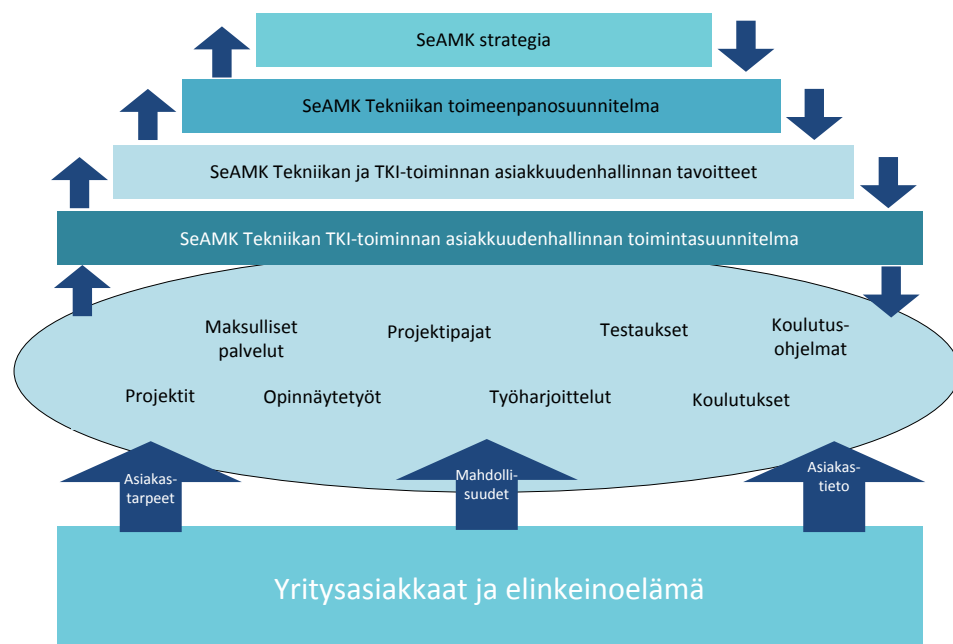 SeAMK strategia
SeAMK Tekniikan toimeenpanosuunnitelma
SeAMK Tekniikan ja TKI-toiminnan asiakkuudenhallinnan tavoitteet
SeAMK Tekniikan TKI-toiminnan asiakkuudenhallinnan toimintasuunnitelma
Maksulliset
palvelut
Projektipajat
Testaukset
Koulutus-
ohjelmat
Projektit
Opinnäytetyöt
Työharjoittelut
Koulutukset
Asiakas-
tarpeet
Mahdolli-
suudet
Asiakas-
tieto
Yritysasiakkaat ja elinkeinoelämä